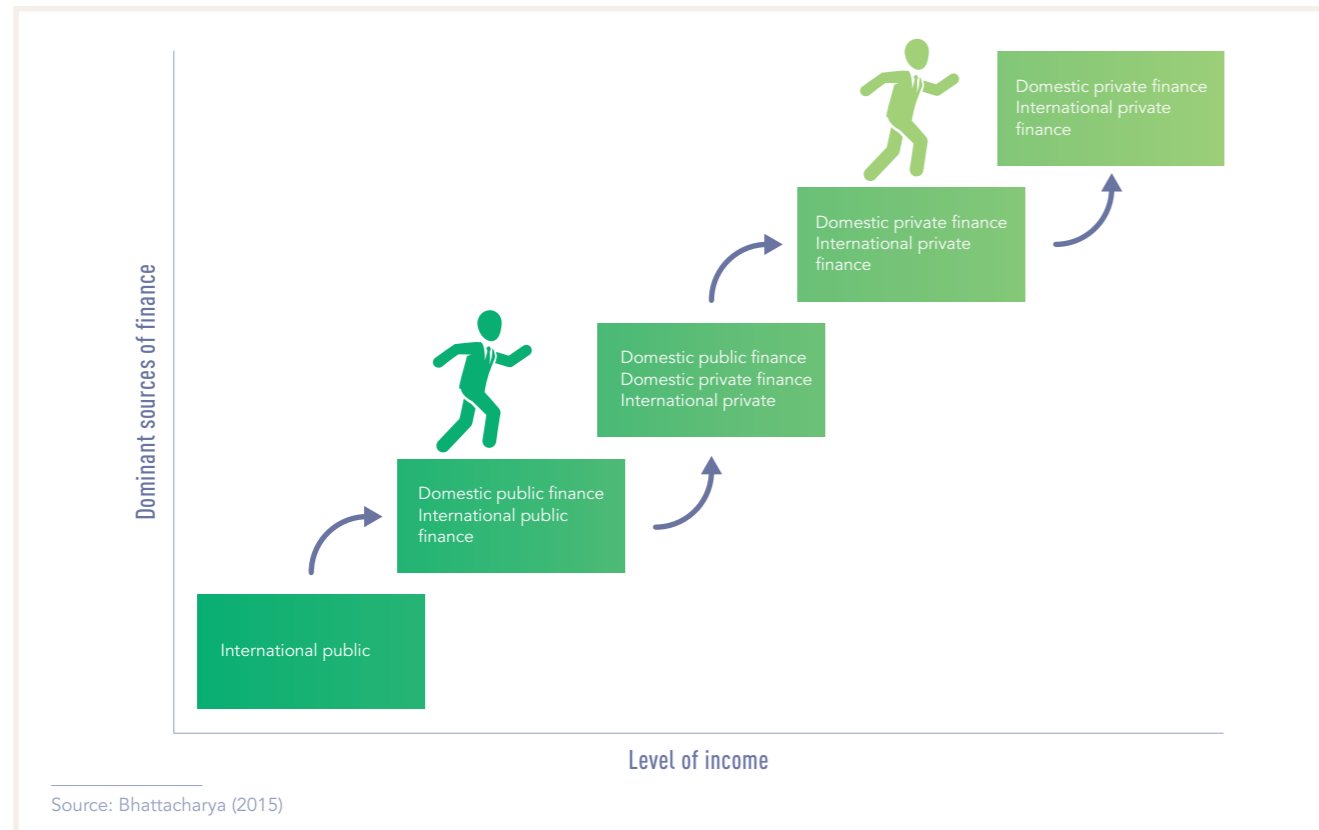 Domestic private finance
International private
finance
Domestic private finance
International private
finance
Domestic public finance
Domestic private finance
International private
Domestic public finance
International public
finance
International public
Dominant sources of finance
Level of income
Source: Bhattacharya (2015)